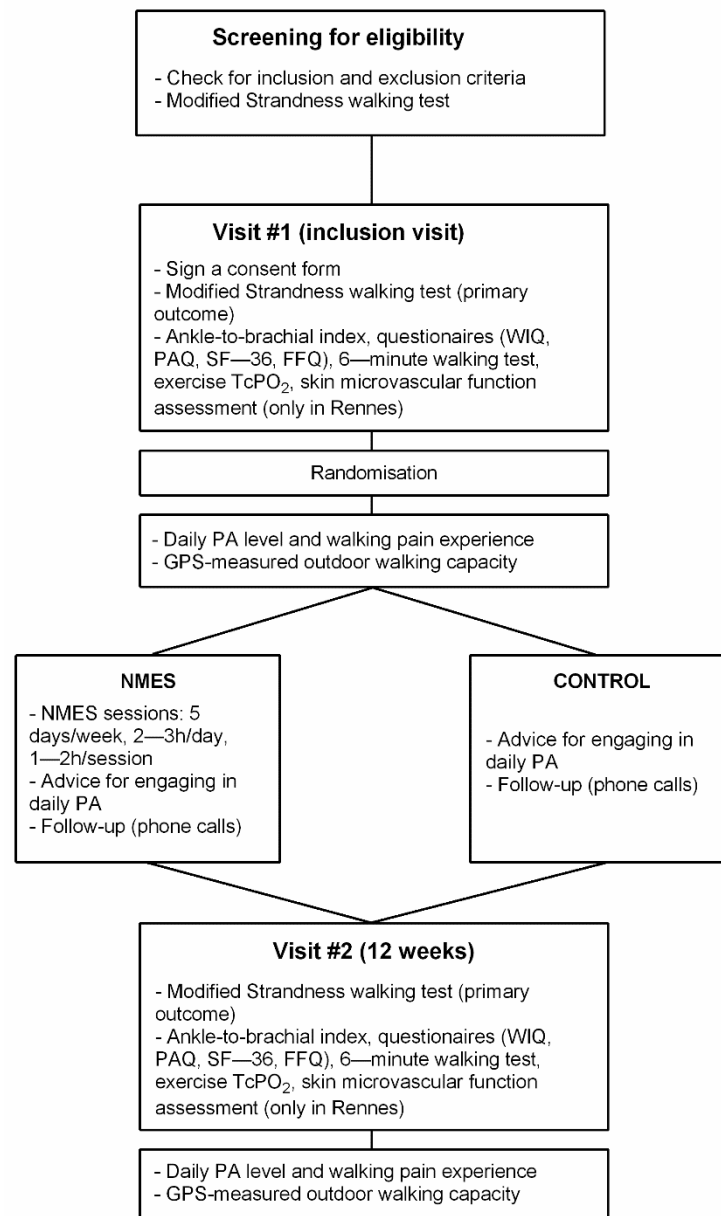 Screening for eligibility
- Check for inclusion and exclusion criteria
- Modified Strandness walking test
Visit #1 (inclusion visit)
- Sign a consent form
- Modified Strandness walking test (primary
outcome)
- Ankle-to-brachial index, questionaires (WIQ,
PAQ, SF—36, FFQ), 6—minute walking test,
exercise TcPO₂, skin microvascular function
assessment (only in Rennes)
Randomisation
- Daily PA level and walking pain experience
- GPS-measured outdoor walking capacity
NMES
- NMES sessions: 5
days/week, 2—3h/day,
1—2h/session
- Advice for engaging in
daily PA
- Follow-up (phone calls)
CONTROL
- Advice for engaging in
daily PA
- Follow-up (phone calls)
Visit #2 (12 weeks)
- Modified Strandness walking test (primary
outcome)
- Ankle-to-brachial index, questionaires (WIQ,
PAQ, SF—36, FFQ), 6—minute walking test,
exercise TcPO₂, skin microvascular function
assessment (only in Rennes)
- Daily PA level and walking pain experience
- GPS-measured outdoor walking capacity